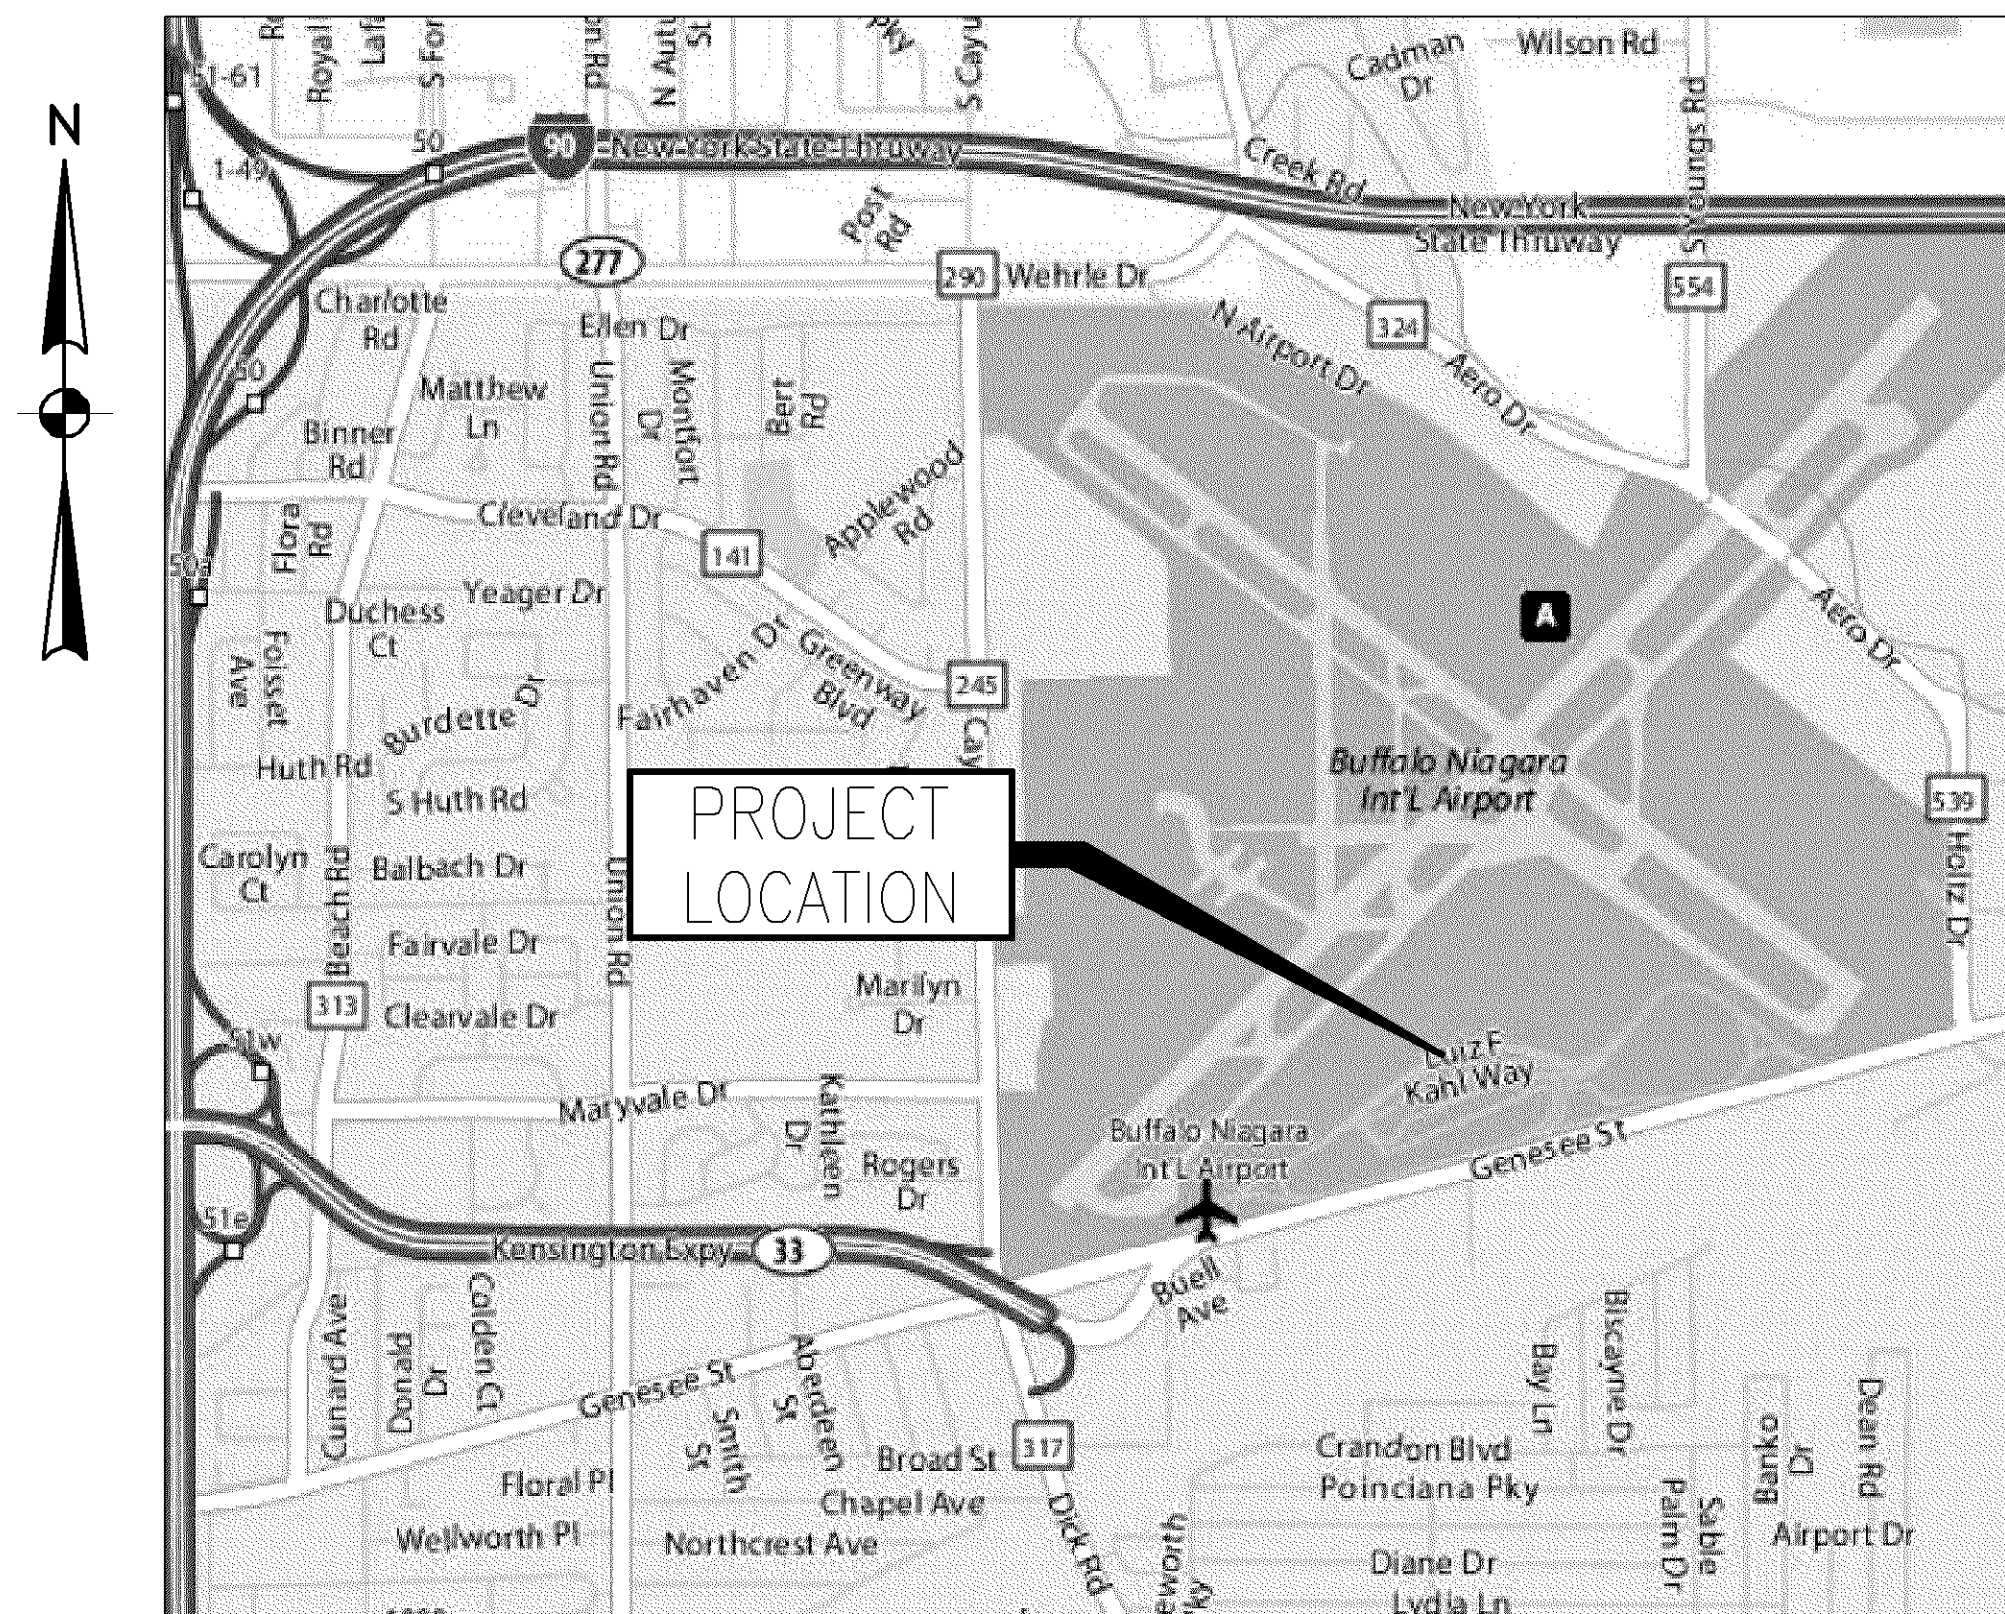 N
Wilson Rd
Cadman
Dr
S Cayu
51-61
50
1-49
90
New York State Thruway
Creek Rd
S Youngs Rd
New York
State Thruway
Post
Rd
277
290
Wehrle Dr
554
324
Charlotte
Rd
Ellen Dr
N Airport Dr
Aero Dr
50
Matthew
Ln
Union Rd
Montfort
Dr
Bert
Rd
Binner
Rd
Applewood
Rd
Cleveland Dr
Flora
Rd
141
50a
Yeager Dr
A
Aero Dr
Duchess
Ct
Foisset
Ave
Fairhaven Dr
Greenway
Blvd
245
Burdette Dr
Cay
Huth Rd
S Huth Rd
Buffalo Niagara
Int'L Airport
539
PROJECT
LOCATION
Carolyn
Ct
Beach Rd
Balbach Dr
Union Rd
Holtz Dr
Fairvale Dr
Marilyn
Dr
313
Clearvale Dr
51w
Kahl Way
Maryvale Dr
Kathleen
Dr
Buffalo Niagara
Int'L Airport
Genesee St
Rogers
Dr
51e
Kensington Expy
33
Buell
Ave
Cunard Ave
Calden Ct
Genesee St
Aberdeen
St
Smith
St
Bay Ln
Biscayne Dr
317
Broad St
Crandon Blvd
Banko
Dr
Dean Rd
Floral Pl
Chapel Ave
Poinciana Pky
Sable
Palm Dr
Wellworth Pl
Northcrest Ave
Dick Rd
Diane Dr
Airport Dr
Lydia Ln